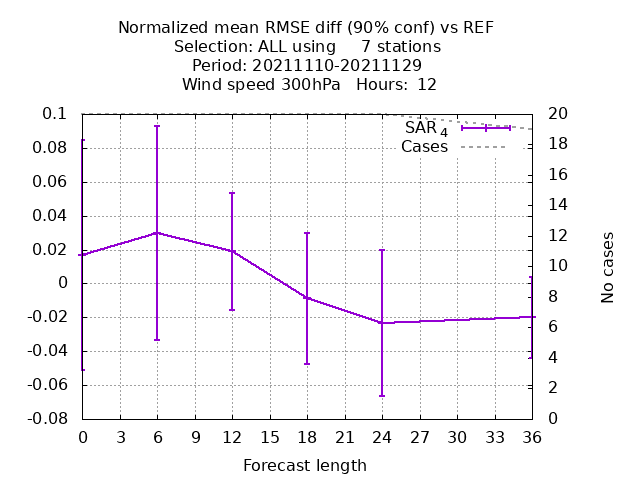 Normalized mean RMSE diff (90% conf) vs REF
Selection: ALL using     7 stations
Period: 20211110-20211129
Wind speed 300hPa   Hours:  12
0.1
0.08
0.06
0.04
0.02
0
-0.02
-0.04
-0.06
-0.08
20
18
16
14
12
10
8
6
4
2
0
SAR 4
Cases
No cases
0 3 6 9 12 15 18 21 24 27 30 33 36
Forecast length